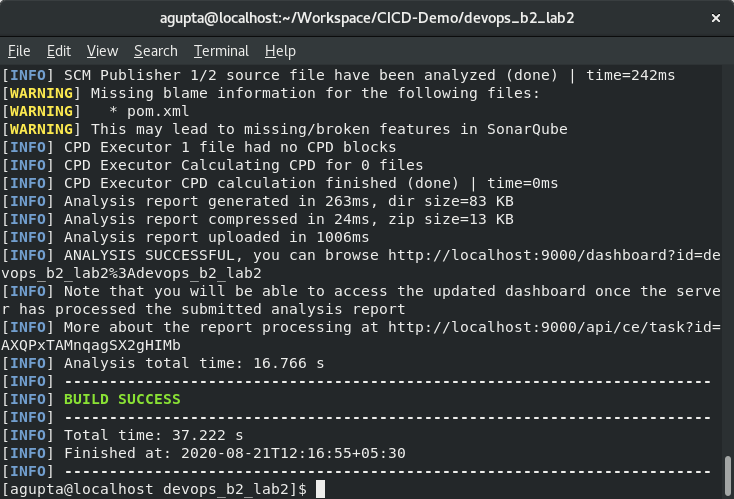 agupta@localhost:~/Workspace/CICD-Demo/devops_b2_lab2 ×
File Edit View Search Terminal Help
[INFO] SCM Publisher 1/2 source file have been analyzed (done) | time=242ms
[WARNING] Missing blame information for the following files:
[WARNING]   * pom.xml
[WARNING] This may lead to missing/broken features in SonarQube
[INFO] CPD Executor 1 file had no CPD blocks
[INFO] CPD Executor Calculating CPD for 0 files
[INFO] CPD Executor CPD calculation finished (done) | time=0ms
[INFO] Analysis report generated in 263ms, dir size=83 KB
[INFO] Analysis report compressed in 24ms, zip size=13 KB
[INFO] Analysis report uploaded in 1006ms
[INFO] ANALYSIS SUCCESSFUL, you can browse http://localhost:9000/dashboard?id=de
vops_b2_lab2%3Adevops_b2_lab2
[INFO] Note that you will be able to access the updated dashboard once the serve
r has processed the submitted analysis report
[INFO] More about the report processing at http://localhost:9000/api/ce/task?id=
AXQPxTAMnqagSX2gHIMb
[INFO] Analysis total time: 16.766 s
[INFO] ------------------------------------------------------------------------
[INFO] BUILD SUCCESS
[INFO] ------------------------------------------------------------------------
[INFO] Total time: 37.222 s
[INFO] Finished at: 2020-08-21T12:16:55+05:30
[INFO] ------------------------------------------------------------------------
[agupta@localhost devops_b2_lab2]$